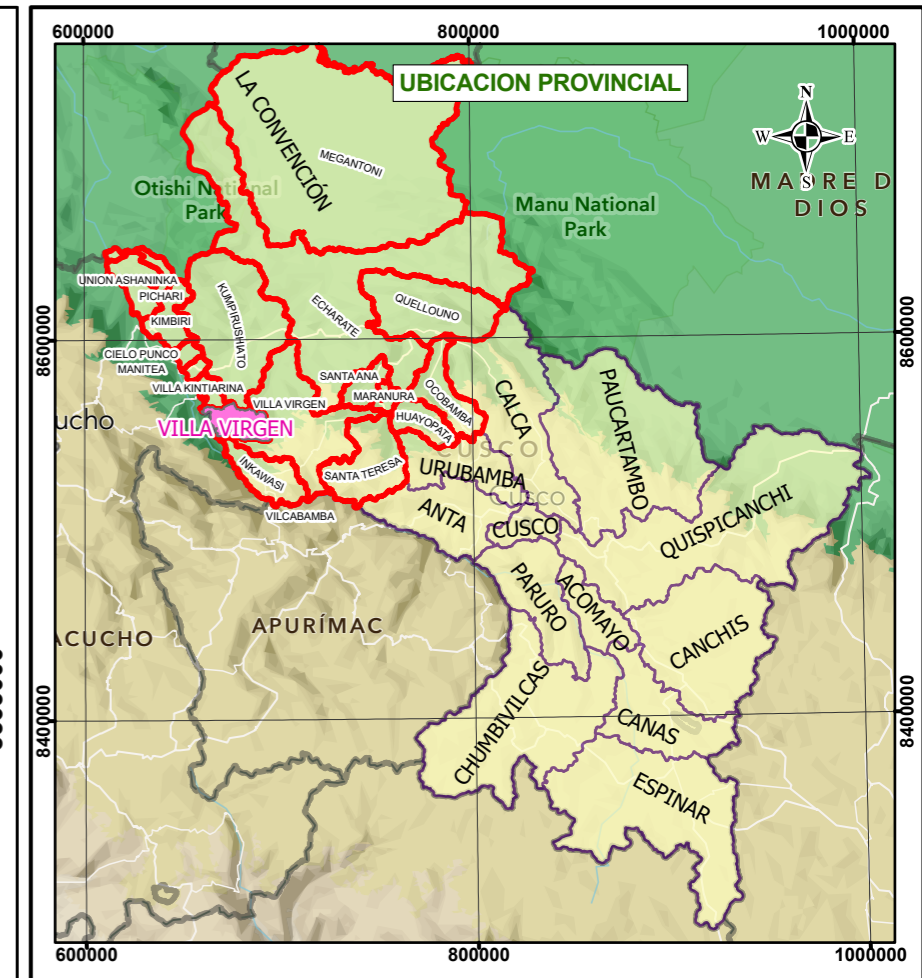 600000
800000
1000000
UBICACION PROVINCIAL
N
W
E
S
LA CONVENCIÓN
MEGANTONI
Otishi National
Park
Manu National
Park
MADRE D
DIOS
UNION ASHANINKA
PICHARI
KIMBIRI
KUMPIRUSHIATO
ECHARATE
QUELLOUNO
8600000
8600000
CIELO PUNCO
MANITEA
VILLA KINTIARINA
VILLA VIRGEN
SANTA ANA
MARANURA
OCOBAMBA
HUAYOPATA
CALCA
PAUCARTAMBO
ucho
VILLA VIRGEN
INKAWASI
SANTA TERESA
VILCABAMBA
CUSCO
URUBAMBA
CUSCO
ANTA
CUSCO
QUISPICANCHI
PARURO
ACOMAYO
CANCHIS
ACUCHO
APURÍMAC
CHUMBIVILCAS
CANAS
ESPINAR
8400000
8400000
600000
800000
1000000